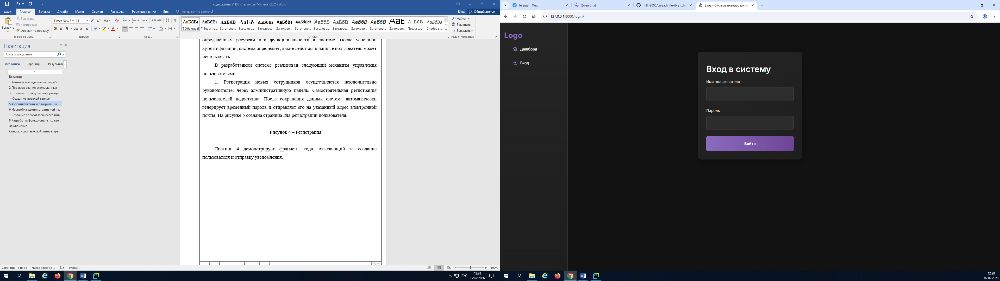 содержание_УП05_Степанова_Милена_0202 - Word
Файл Главная Вставка Дизайн Макет Ссылки Рассылки Рецензирование Вид Что вы хотите сделать? Вход Общий доступ
Вставить
Вырезать
Копировать
Формат по образцу
Буфер обмена
Times New F 14
Ж К Ч abc x₂ x²
Шрифт
Абзац
АаБбВ АаБбВ АаБбВ АаБб АаБбВв АаБбВв АаБбВвІ АаБбВ АаБбВ АаБбВ АаБбВ АаБ АаБбВ АаБбВв
¶ Обычный ¶ Без инте... Заголово... Заголово... Заголово... Заголово... Заголово... Заголово... Заголово... Заголово... Заголово... Заголовок Подзагол... Слабое в...
Стили
Найти
Заменить
Выделить
Редактирование
Навигация
Поиск в документе
Заголовки Страницы Результаты
Введение
1 Техническое задание на разрабо...
2 Проектирование схемы данных
3 Создание структуры информаци...
4 Создание моделей данных
5 Аутентификация и авторизация...
6 Настройка административной па...
7 Создание пользовательского инт...
8 Разработка функционала пользо...
Заключение
Список используемой литературы
определенным ресурсам или функциональности в системе. После успешной
аутентификации, система определяет, какие действия и данные пользователь может
использовать.
В разработанной системе реализован следующий механизм управления
пользователями:
1. Регистрация новых сотрудников осуществляется исключительно
руководителем через административную панель. Самостоятельная регистрация
пользователей недоступна. После сохранения данных система автоматически
генерирует временный пароль и отправляет его на указанный адрес электронной
почты. На рисунке 5 создана страница для регистрации пользователя.
Рисунок 4 – Регистрация
Листинг 4 демонстрирует фрагмент кода, отвечающий за создание
пользователя и отправку уведомления.
Лист
Страница 15 из 38 Число слов: 3810 русский 100%
РУС 12:28
02.02.2026
Telegram Web
Qwen Chat
milli-2005/cursach_flexible_sche
Вход - Система планирования
127.0.0.1:8000/login/
Logo
Дашборд
Вход
Вход в систему
Имя пользователя
Пароль
Войти
12:28
02.02.2026